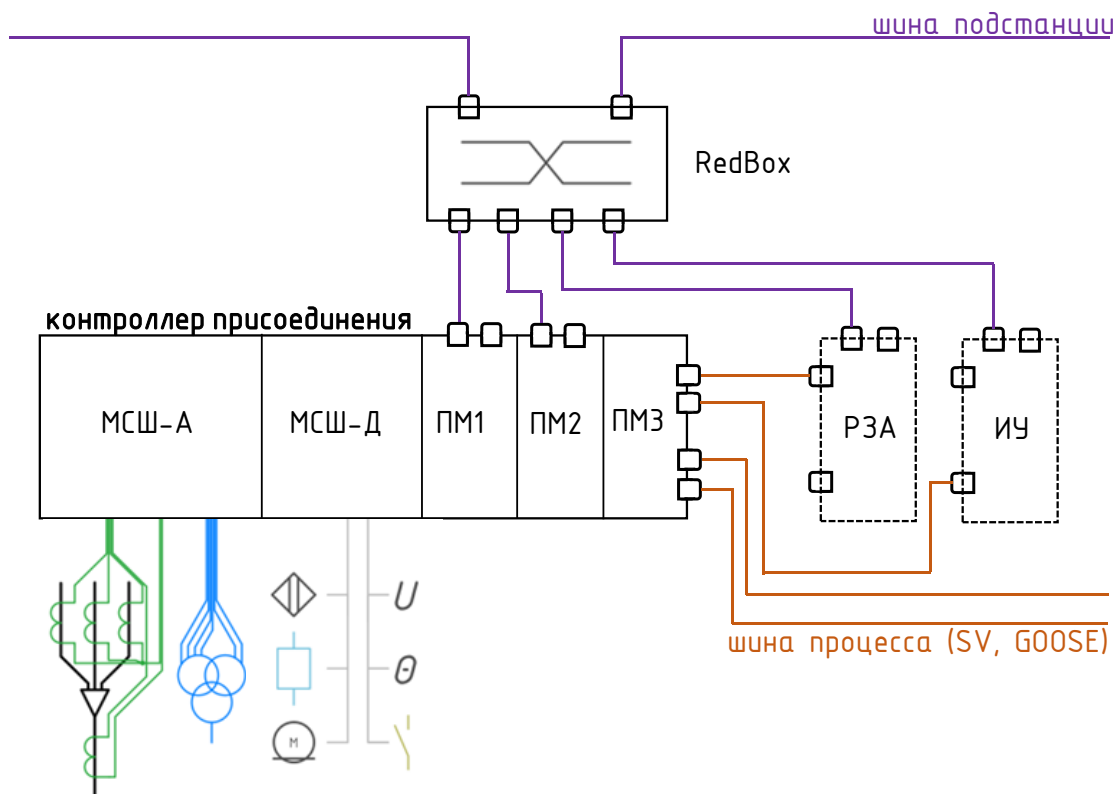 шина подстанции
RedBox
контроллер присоединения
МСШ-А
МСШ-Д
ПМ1
ПМ2
ПМ3
РЗА
ИУ
U
Θ
M
шина процесса (SV, GOOSE)